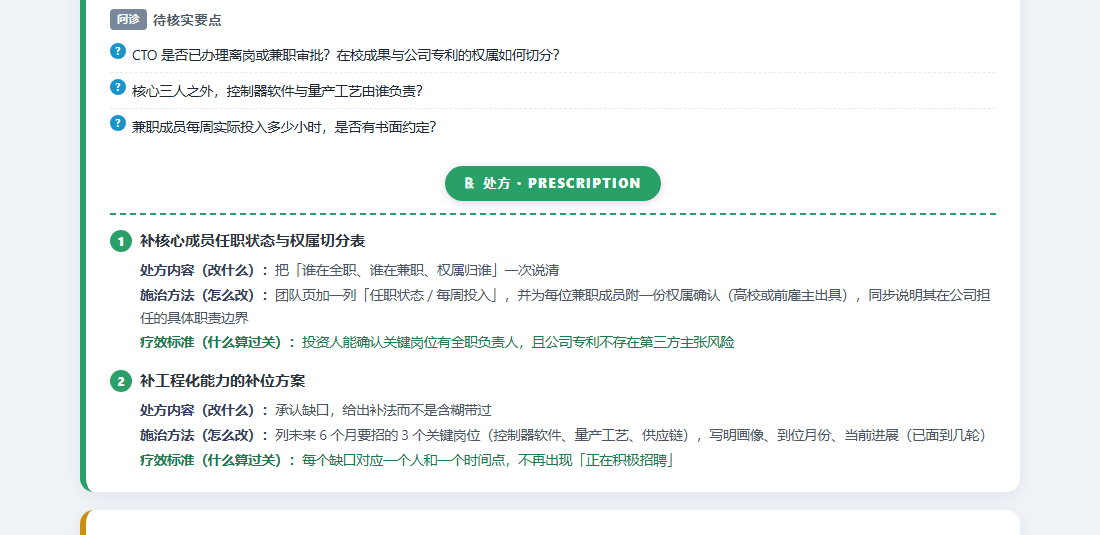 问诊 待核实要点
? CTO 是否已办理离岗或兼职审批？在校成果与公司专利的权属如何切分？
? 核心三人之外，控制器软件与量产工艺由谁负责？
? 兼职成员每周实际投入多少小时，是否有书面约定？
℞ 处方 · PRESCRIPTION
1 补核心成员任职状态与权属切分表
处方内容（改什么）：把「谁在全职、谁在兼职、权属归谁」一次说清
施治方法（怎么改）：团队页加一列「任职状态 / 每周投入」，并为每位兼职成员附一份权属确认（高校或前雇主出具），同步说明其在公司担
任的具体职责边界
疗效标准（什么算过关）：投资人能确认关键岗位有全职负责人，且公司专利不存在第三方主张风险
2 补工程化能力的补位方案
处方内容（改什么）：承认缺口，给出补法而不是含糊带过
施治方法（怎么改）：列未来 6 个月要招的 3 个关键岗位（控制器软件、量产工艺、供应链），写明画像、到位月份、当前进展（已面到几轮）
疗效标准（什么算过关）：每个缺口对应一个人和一个时间点，不再出现「正在积极招聘」